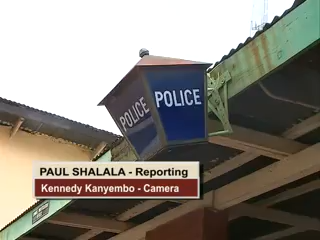 POLICE
POLICE
PAUL SHALALA - Reporting
Kennedy Kanyembo - Camera